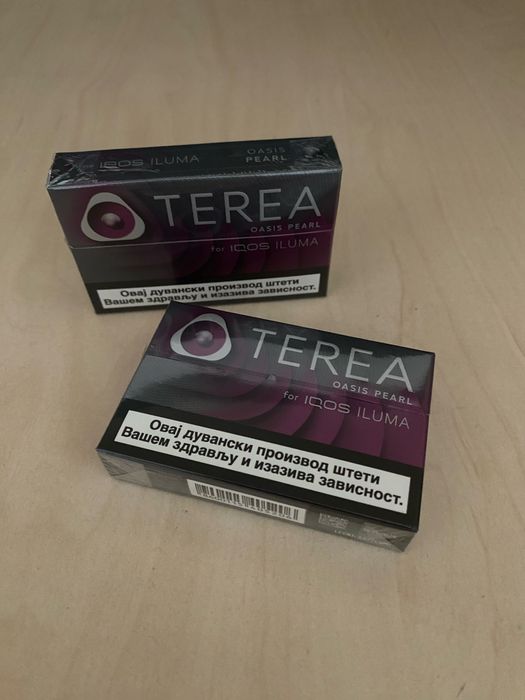 IQOS ILUMA
OASIS
PEARL
TEREA
OASIS PEARL
for IQOS ILUMA
Овај дувански производ штети
Вашем здрављу и изазива зависност.
TEREA
OASIS PEARL
for IQOS ILUMA
Овај дувански производ штети
Вашем здрављу и изазива зависност.